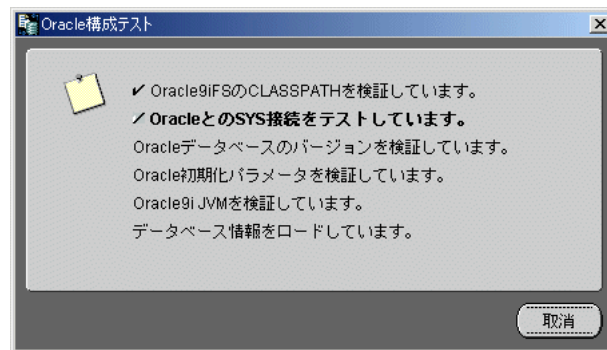 Oracle構成テスト
Oracle9iFSのCLASSPATHを検証しています。
OracleとのSYS接続をテストしています。
Oracleデータベースのバージョンを検証しています。
Oracle初期化パラメータを検証しています。
Oracle9i JVMを検証しています。
データベース情報をロードしています。
取消